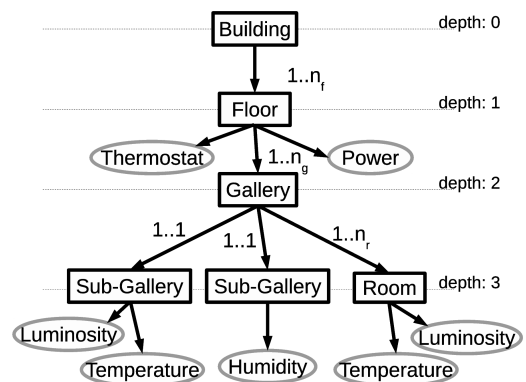 Building
depth: 0
1..nf
Floor
depth: 1
Thermostat
1..ng
Power
Gallery
depth: 2
1..1
1..1
1..nr
Sub-Gallery
Sub-Gallery
Room
depth: 3
Luminosity
Luminosity
Temperature
Humidity
Temperature